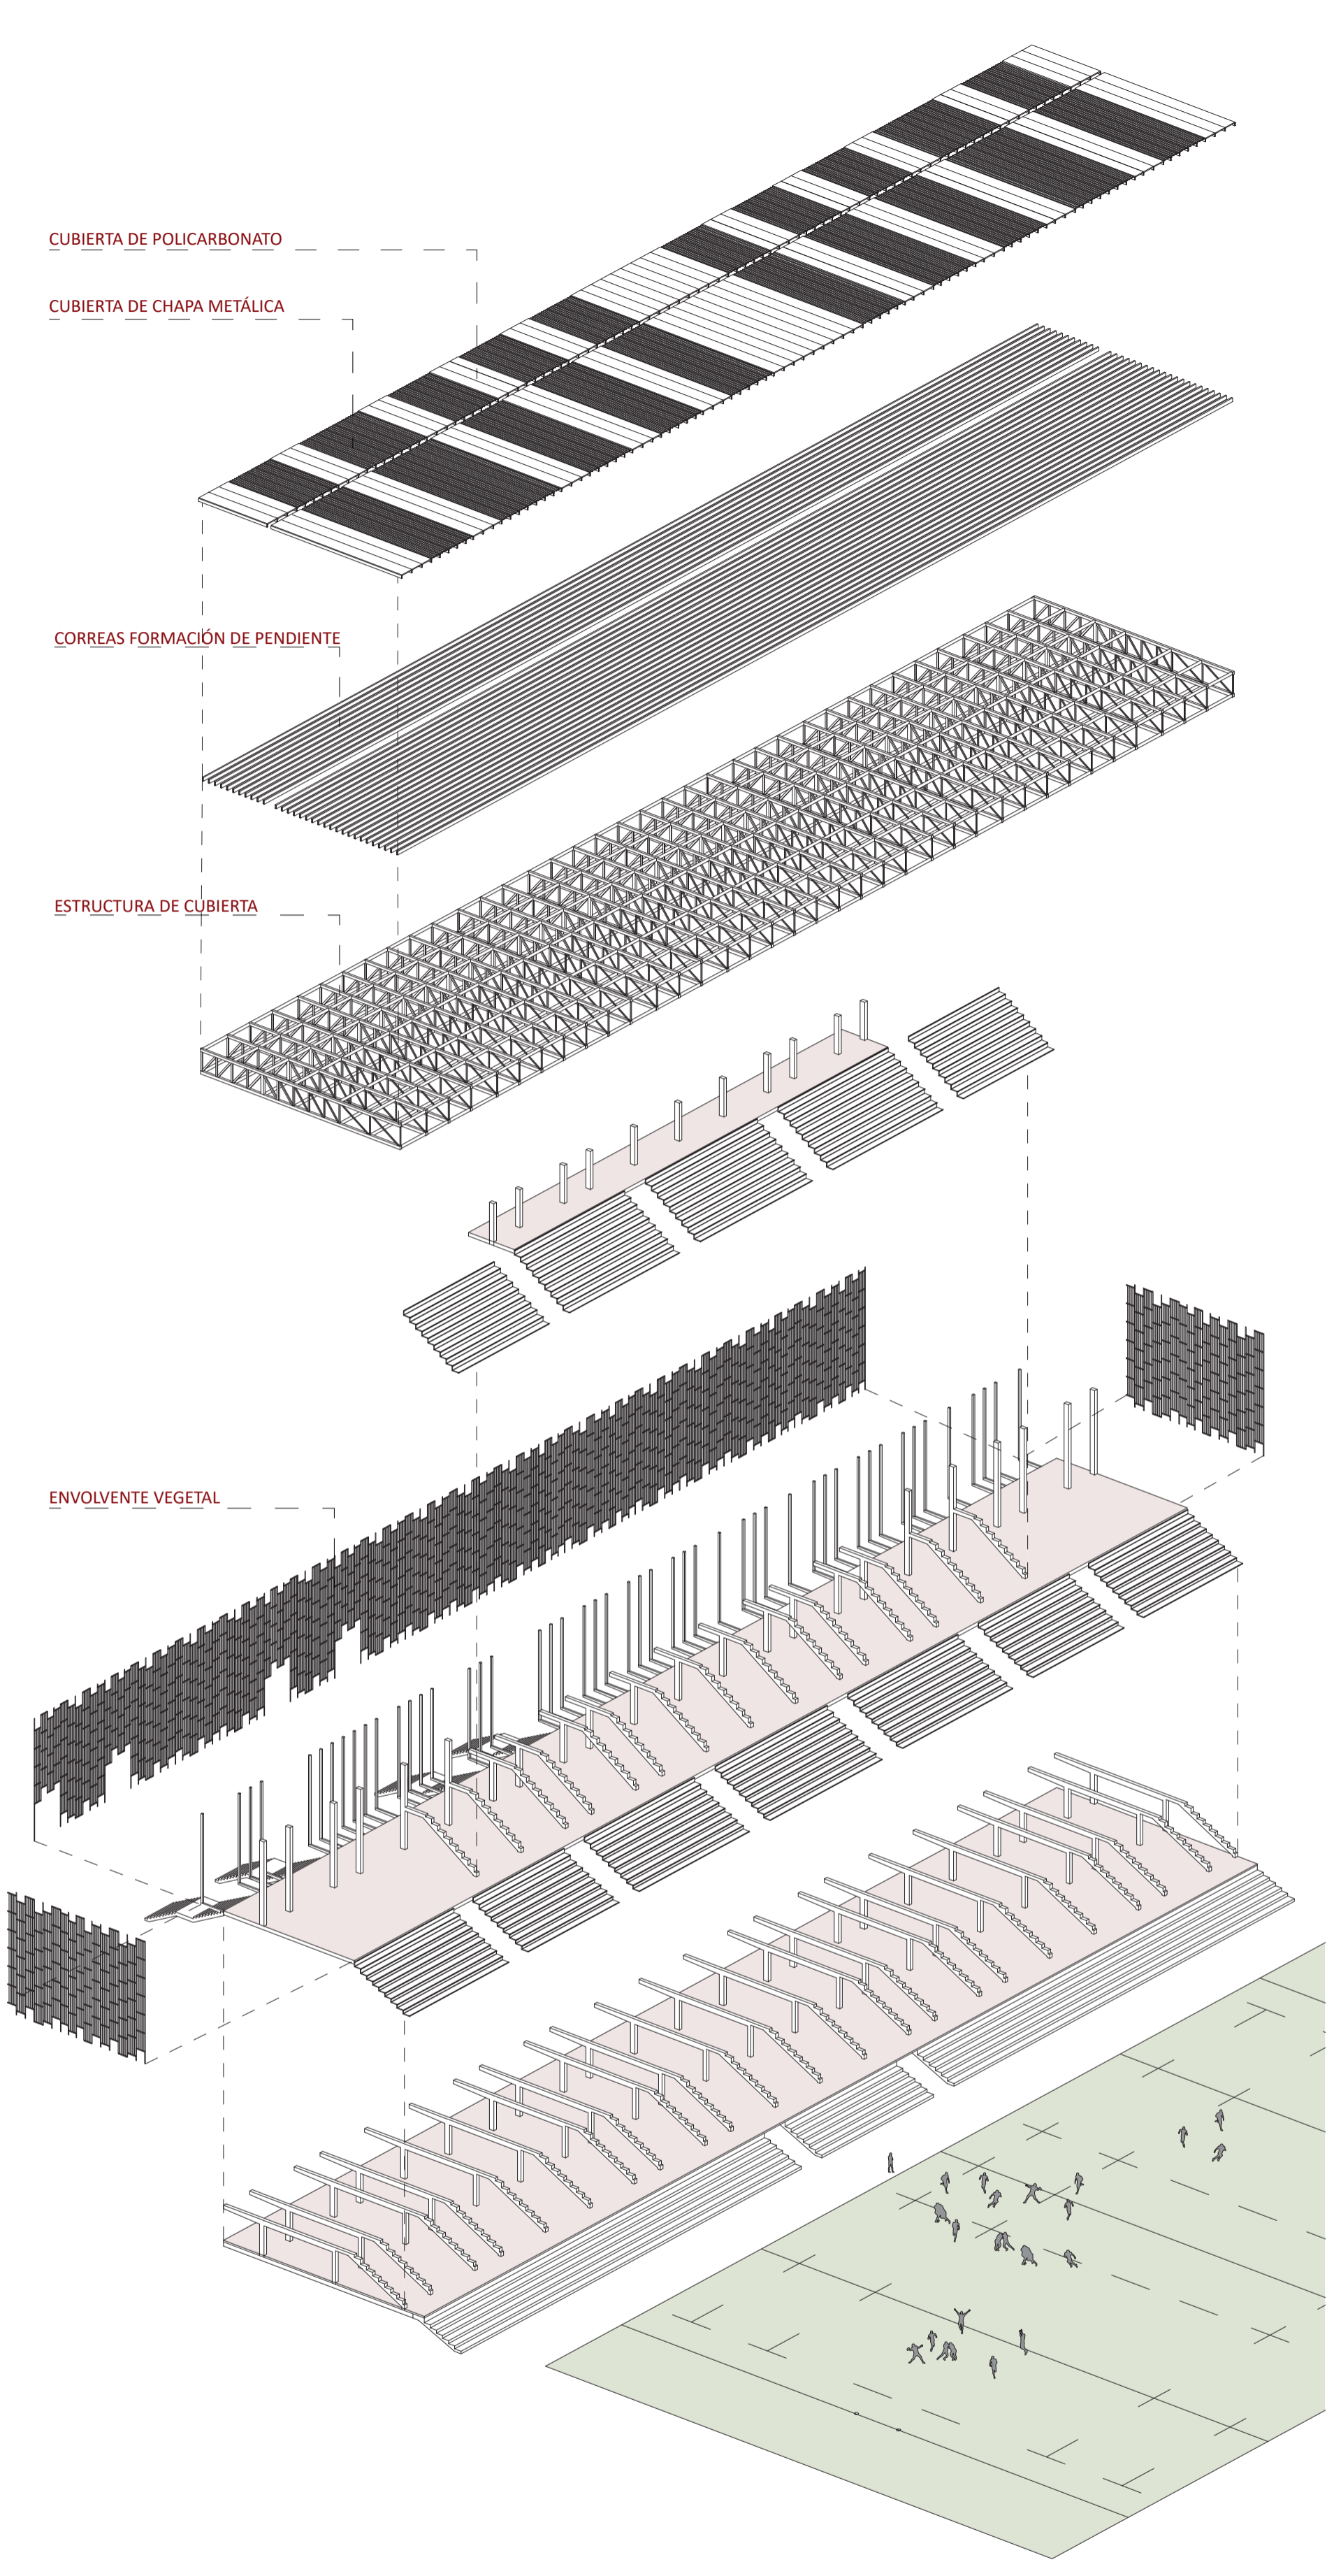 CUBIERTA DE POLICARBONATO
CUBIERTA DE CHAPA METÁLICA
CORREAS FORMACIÓN DE PENDIENTE
ESTRUCTURA DE CUBIERTA
ENVOLVENTE VEGETAL